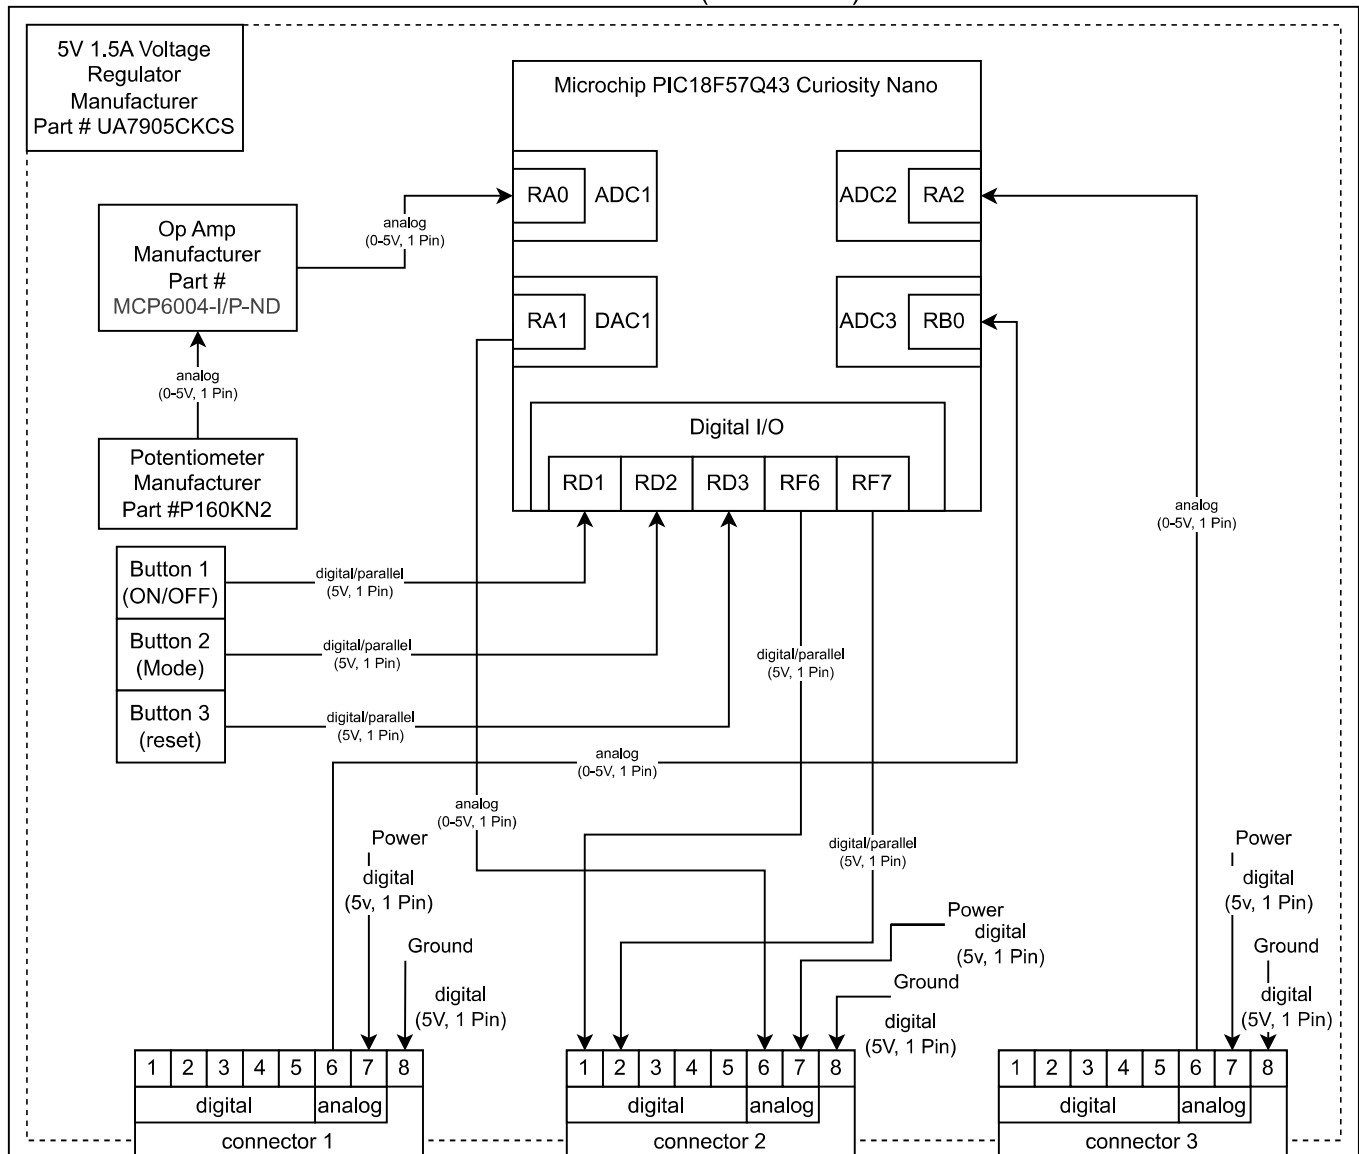 5V 1.5A Voltage
Regulator
Manufacturer
Part # UA7905CKCS
Microchip PIC18F57Q43 Curiosity Nano
RA0 ADC1
ADC2 RA2
analog
(0-5V, 1 Pin)
Op Amp
Manufacturer
Part #
MCP6004-I/P-ND
RA1 DAC1
ADC3 RB0
analog
(0-5V, 1 Pin)
Digital I/O
RD1 RD2 RD3 RF6 RF7
Potentiometer
Manufacturer
Part #P160KN2
analog
(0-5V, 1 Pin)
Button 1
(ON/OFF)
digital/parallel
(5V, 1 Pin)
Button 2
(Mode)
digital/parallel
(5V, 1 Pin)
digital/parallel
(5V, 1 Pin)
Button 3
(reset)
digital/parallel
(5V, 1 Pin)
analog
(0-5V, 1 Pin)
analog
(0-5V, 1 Pin)
digital/parallel
(5V, 1 Pin)
Power
digital
(5v, 1 Pin)
Ground
digital
(5V, 1 Pin)
Power
digital
(5v, 1 Pin)
Ground
digital
(5V, 1 Pin)
Power
digital
(5v, 1 Pin)
Ground
digital
(5V, 1 Pin)
1 2 3 4 5 6 7 8
digital analog
connector 1
1 2 3 4 5 6 7 8
digital analog
connector 2
1 2 3 4 5 6 7 8
digital analog
connector 3